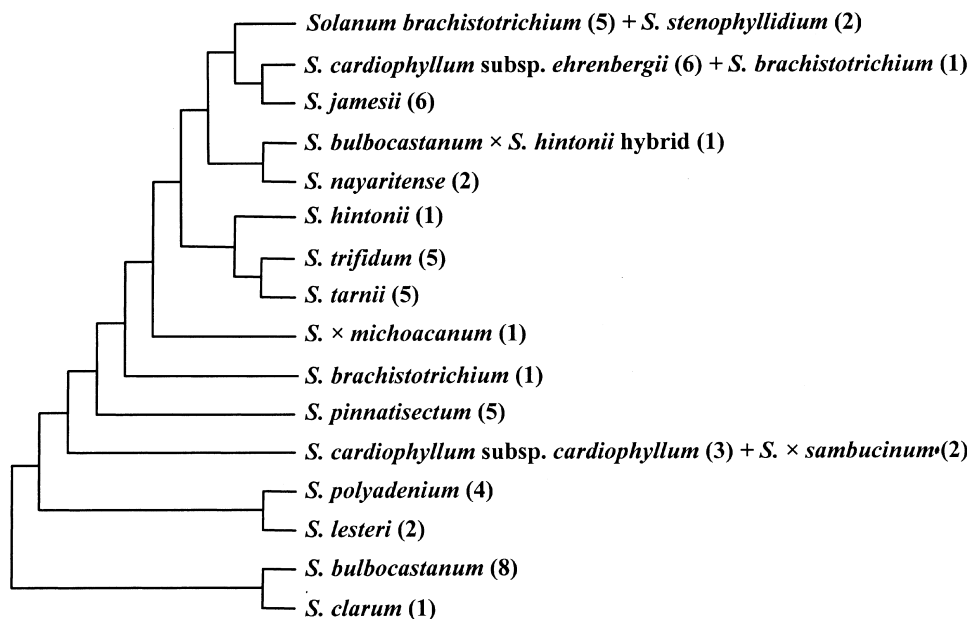 Solanum brachistotrichium (5) + S. stenophyllidium (2)
S. cardiophyllum subsp. ehrenbergii (6) + S. brachistotrichium (1)
S. jamesii (6)
S. bulbocastanum × S. hintonii hybrid (1)
S. nayaritense (2)
S. hintonii (1)
S. trifidum (5)
S. tarnii (5)
S. × michoacanum (1)
S. brachistotrichium (1)
S. pinnatisectum (5)
S. cardiophyllum subsp. cardiophyllum (3) + S. × sambucinum (2)
S. polyadenium (4)
S. lesteri (2)
S. bulbocastanum (8)
S. clarum (1)